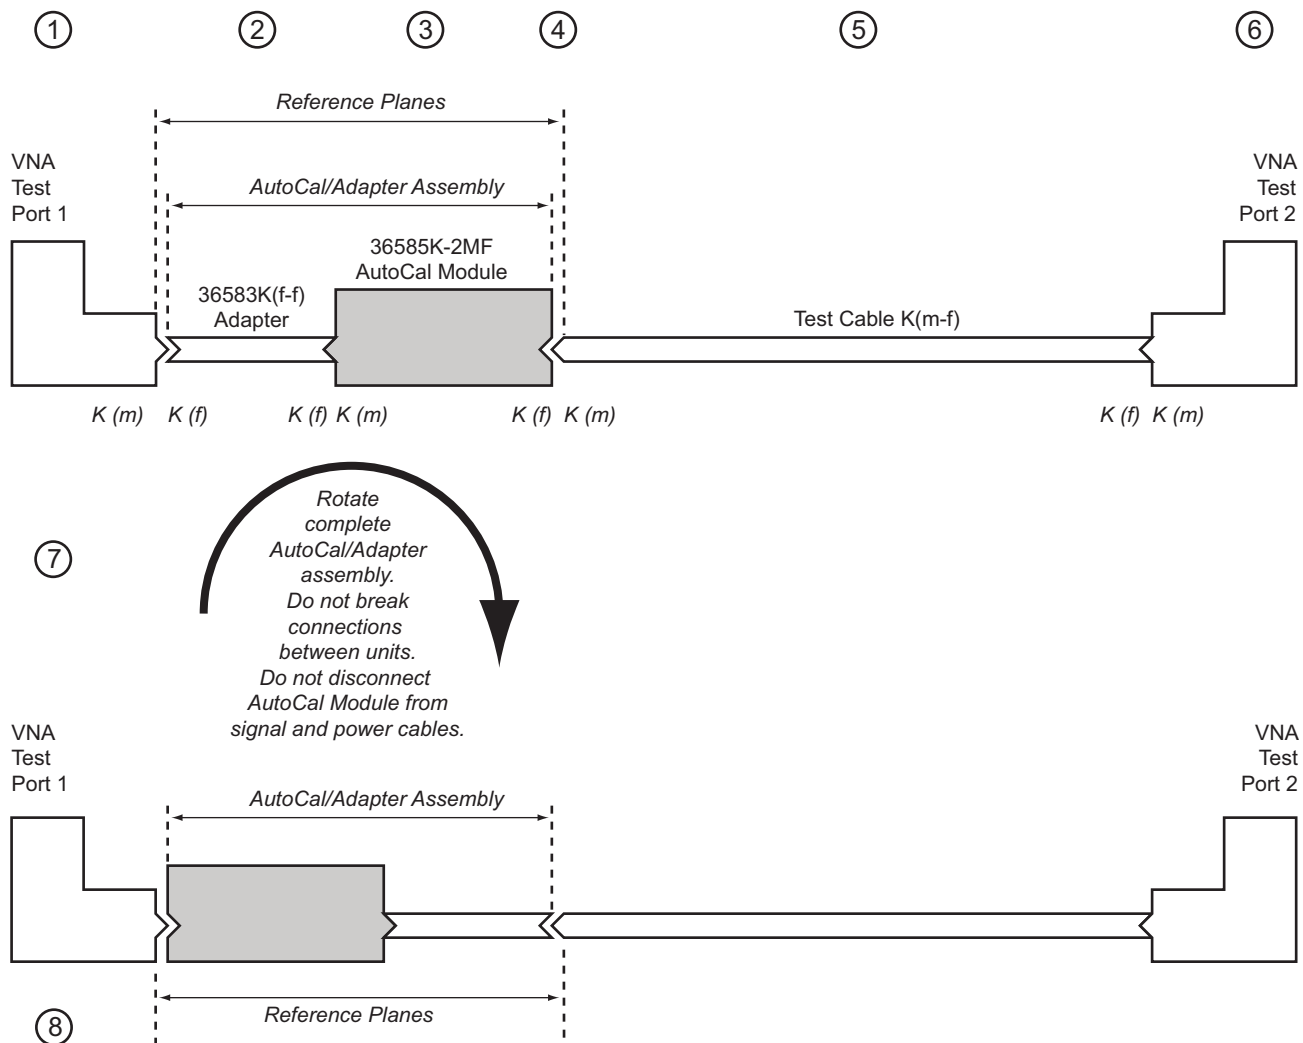 1 2 3 4 5 6
Reference Planes
VNA
Test
Port 1
VNA
Test
Port 2
AutoCal/Adapter Assembly
36585K-2MF
AutoCal Module
36583K(f-f)
Adapter
Test Cable K(m-f)
K (m) K (f) K (f) K (m) K (f) K (m) K (f) K (m)
7
Rotate
complete
AutoCal/Adapter
assembly.
Do not break
connections
between units.
Do not disconnect
AutoCal Module from
signal and power cables.
VNA
Test
Port 1
VNA
Test
Port 2
AutoCal/Adapter Assembly
Reference Planes
8